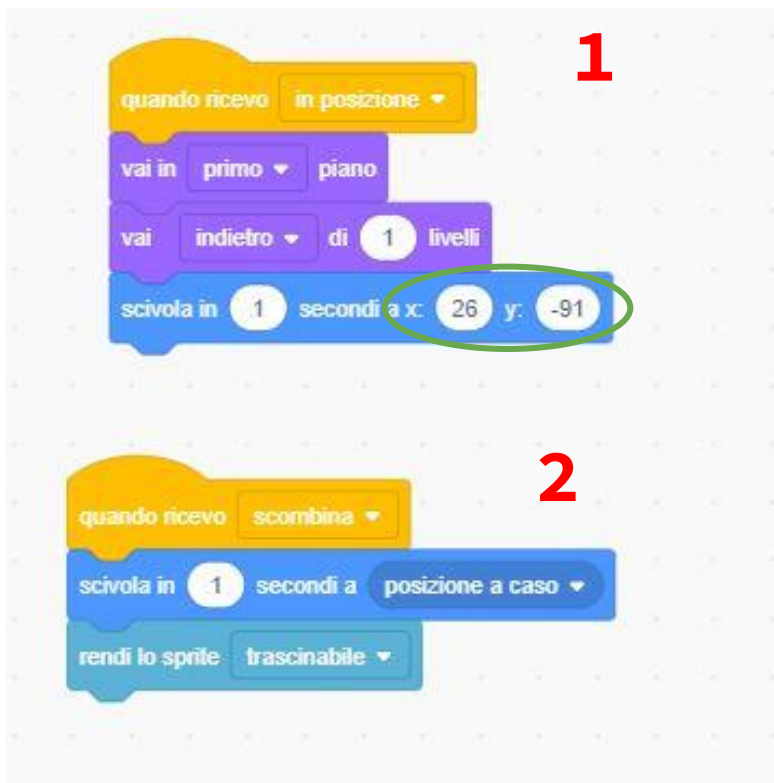 1
quando ricevo in posizione
vai in primo piano
vai indietro di 1 livelli
scivola in 1 secondi a x: 26 y: -91
2
quando ricevo scombina
scivola in 1 secondi a posizione a caso
rendi lo sprite trascinabile